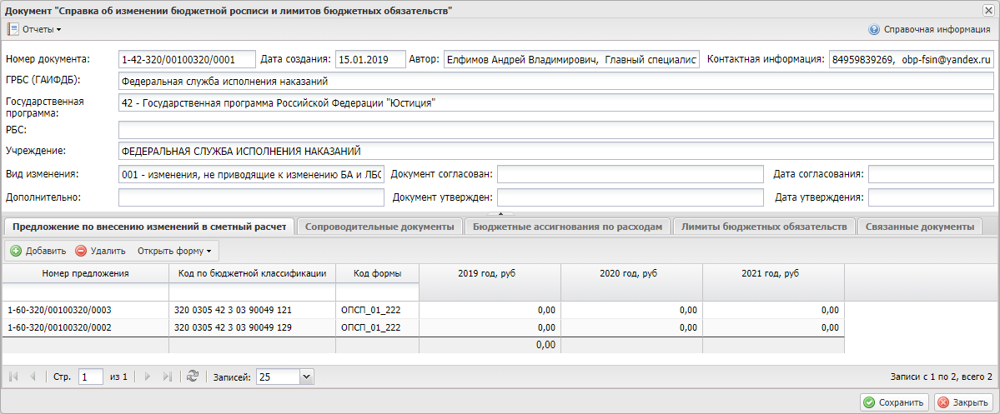 Документ "Справка об изменении бюджетной росписи и лимитов бюджетных обязательств"
Отчеты Справочная информация
Номер документа: 1-42-320/00100320/0001 Дата создания: 15.01.2019 Автор: Елфимов Андрей Владимирович, Главный специалис Контактная информация: 84959839269, obp-fsin@yandex.ru
ГРБС (ГАИФДБ): Федеральная служба исполнения наказаний
Государственная программа: 42 - Государственная программа Российской Федерации "Юстиция"
РБС:
Учреждение: ФЕДЕРАЛЬНАЯ СЛУЖБА ИСПОЛНЕНИЯ НАКАЗАНИЙ
Вид изменения: 001 - изменения, не приводящие к изменению БА и ЛБО Документ согласован: Дата согласования:
Дополнительно: Документ утвержден: Дата утверждения:
Предложение по внесению изменений в сметный расчет Сопроводительные документы Бюджетные ассигнования по расходам Лимиты бюджетных обязательств Связанные документы
Добавить Удалить Открыть форму
Номер предложения Код по бюджетной классификации Код формы 2019 год, руб 2020 год, руб 2021 год, руб
1-60-320/00100320/0003 320 0305 42 3 03 90049 121 ОПСП_01_222 0,00 0,00 0,00
1-60-320/00100320/0002 320 0305 42 3 03 90049 129 ОПСП_01_222 0,00 0,00 0,00
0,00
Стр. 1 из 1 Записей: 25 Записи с 1 по 2, всего 2
Сохранить Закрыть